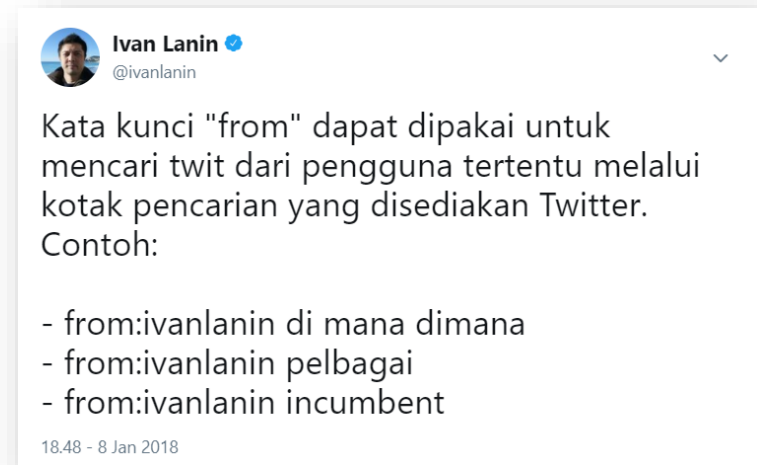 Ivan Lanin
@ivanlanin
Kata kunci "from" dapat dipakai untuk
mencari twit dari pengguna tertentu melalui
kotak pencarian yang disediakan Twitter.
Contoh:
- from:ivanlanin di mana dimana
- from:ivanlanin pelbagai
- from:ivanlanin incumbent
18.48 - 8 Jan 2018